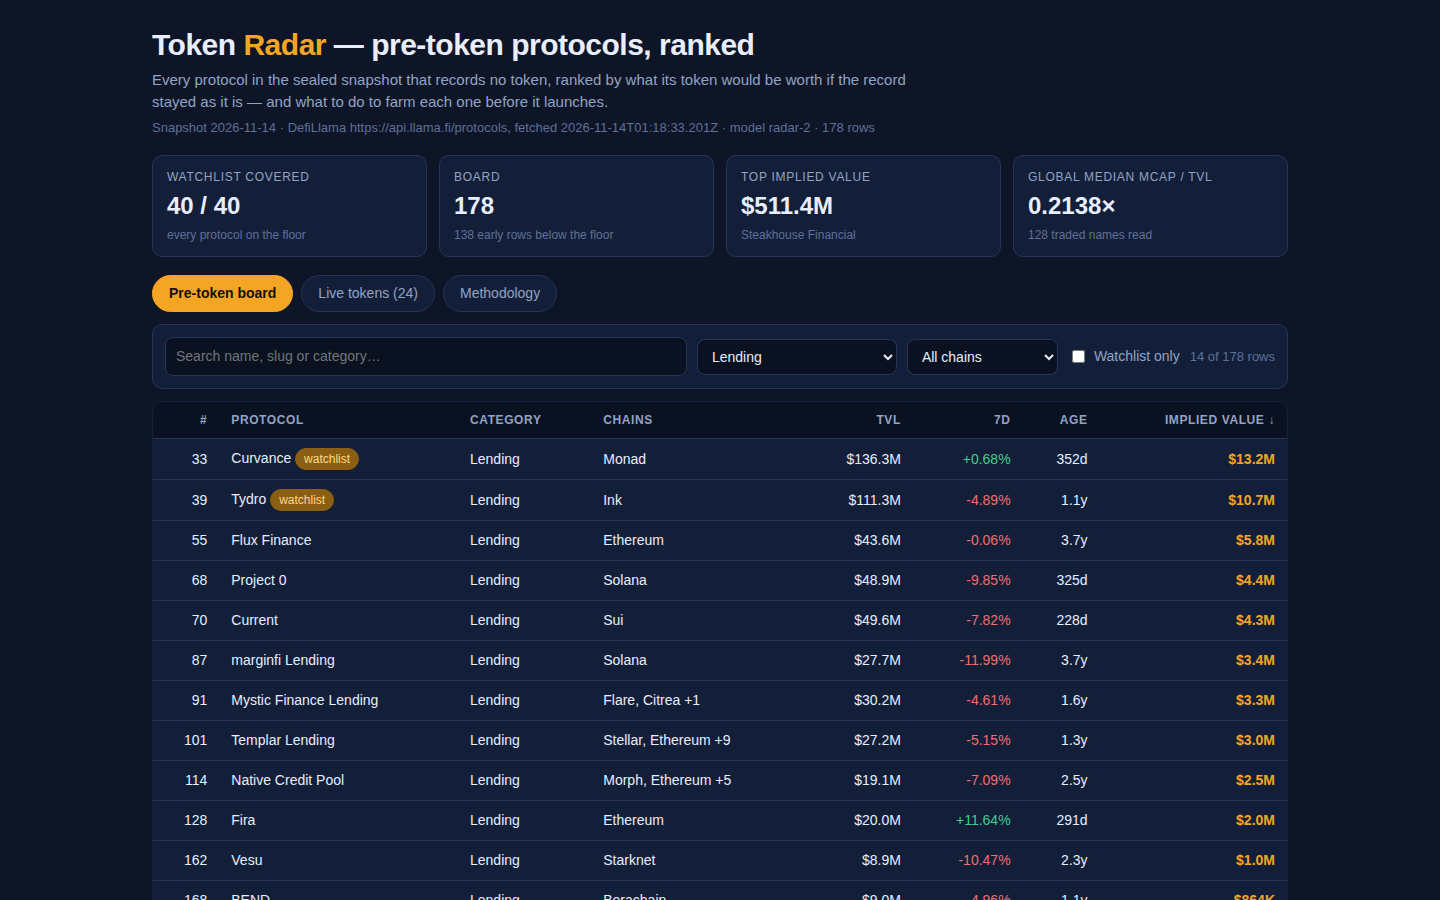 Token Radar — pre-token protocols, ranked
Every protocol in the sealed snapshot that records no token, ranked by what its token would be worth if the record
stayed as it is — and what to do to farm each one before it launches.
Snapshot 2026-11-14 · DefiLlama https://api.llama.fi/protocols, fetched 2026-11-14T01:18:33.201Z · model radar-2 · 178 rows
WATCHLIST COVERED
40 / 40
every protocol on the floor
BOARD
178
138 early rows below the floor
TOP IMPLIED VALUE
$511.4M
Steakhouse Financial
GLOBAL MEDIAN MCAP / TVL
0.2138×
128 traded names read
Pre-token board Live tokens (24) Methodology
Search name, slug or category… Lending All chains Watchlist only 14 of 178 rows
# PROTOCOL CATEGORY CHAINS TVL 7D AGE IMPLIED VALUE ↓
33 Curvance watchlist Lending Monad $136.3M +0.68% 352d $13.2M
39 Tydro watchlist Lending Ink $111.3M -4.89% 1.1y $10.7M
55 Flux Finance Lending Ethereum $43.6M -0.06% 3.7y $5.8M
68 Project 0 Lending Solana $48.9M -9.85% 325d $4.4M
70 Current Lending Sui $49.6M -7.82% 228d $4.3M
87 marginfi Lending Lending Solana $27.7M -11.99% 3.7y $3.4M
91 Mystic Finance Lending Lending Flare, Citrea +1 $30.2M -4.61% 1.6y $3.3M
101 Templar Lending Lending Stellar, Ethereum +9 $27.2M -5.15% 1.3y $3.0M
114 Native Credit Pool Lending Morph, Ethereum +5 $19.1M -7.09% 2.5y $2.5M
128 Fira Lending Ethereum $20.0M +11.64% 291d $2.0M
162 Vesu Lending Starknet $8.9M -10.47% 2.3y $1.0M
168 BEND Lending Berachain $9.0M -4.96% 1.1y $864K